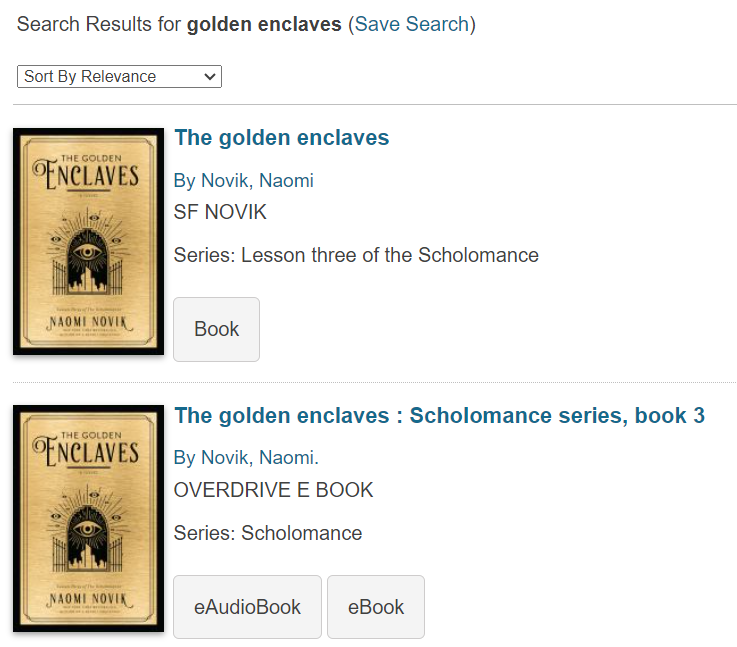 Search Results for golden enclaves (Save Search)
Sort By Relevance
THE GOLDEN
ENCLAVES
NAOMI NOVIK
The golden enclaves
By Novik, Naomi
SF NOVIK
Series: Lesson three of the Scholomance
Book
THE GOLDEN
ENCLAVES
NAOMI NOVIK
The golden enclaves : Scholomance series, book 3
By Novik, Naomi.
OVERDRIVE E BOOK
Series: Scholomance
eAudioBook eBook